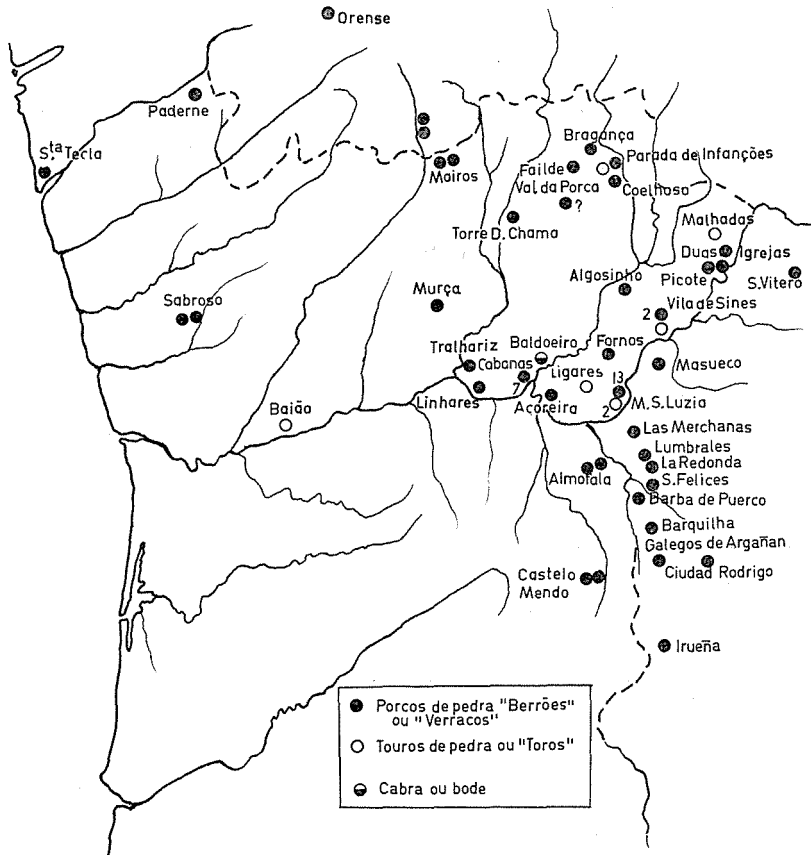 Orense
Paderne
S.ta Tecla
Bragança
Parada de Infanções
Mairos
Failde
Val da Porca
?
Coelhosa
Torre D. Chama
Malhadas
Duas Igrejas
Picote
S. Vitero
Algosinho
Murça
Sabroso
2
Vila de Sines
Tralhariz
Baldoeiro
Fornos
Cabanas
7
Masueco
Ligares
13
Linhares
Açoreira
2
M. S. Luzia
Baião
Las Merchanas
Lumbrales
La Redonda
Almofala
S. Felices
Barba de Puerco
Barquilha
Galegos de Argañan
Ciudad Rodrigo
Castelo
Mendo
Irueña
Porcos de pedra "Berrões"
ou "Verracos"
Touros de pedra ou "Toros"
Cabra ou bode